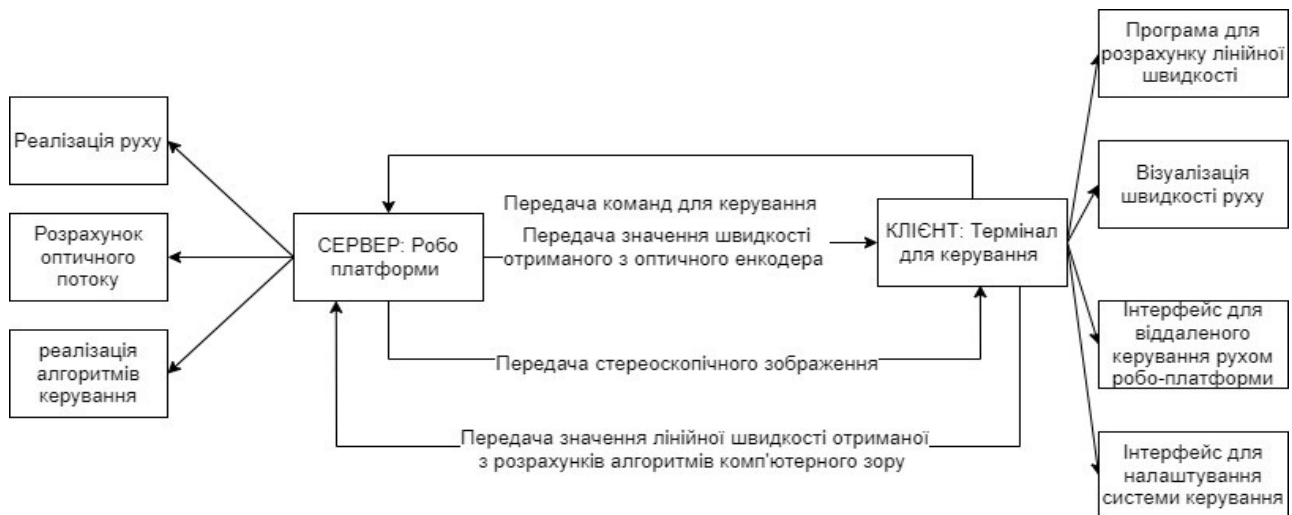 Реалізація руху
Розрахунок
оптичного
потоку
реалізація
алгоритмів
керування
СЕРВЕР: Робо
платформи
Передача команд для керування
Передача значення швидкості
отриманого з оптичного енкодера
Передача стереоскопічного зображення
Передача значення лінійної швидкості отриманої
з розрахунків алгоритмів комп'ютерного зору
КЛІЄНТ: Термінал
для керування
Програма для
розрахунку лінійної
швидкості
Візуалізація
швидкості руху
Інтерфейс для
віддаленого
керування рухом
робо-платформи
Інтерфейс для
налаштування
системи керування